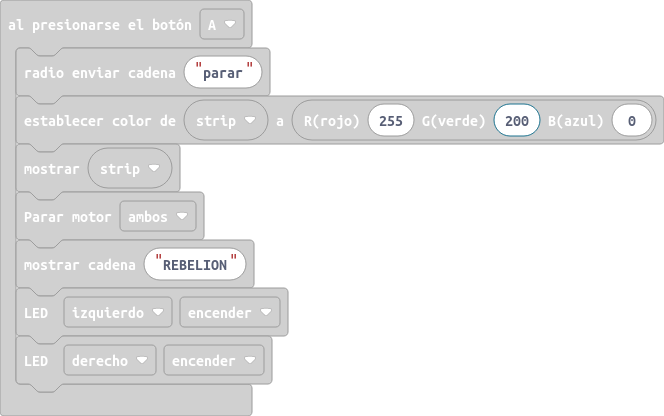 al presionarse el botón A
radio enviar cadena "parar"
establecer color de strip a R(rojo) 255 G(verde) 200 B(azul) 0
mostrar strip
Parar motor ambos
mostrar cadena "REBELION"
LED izquierdo encender
LED derecho encender